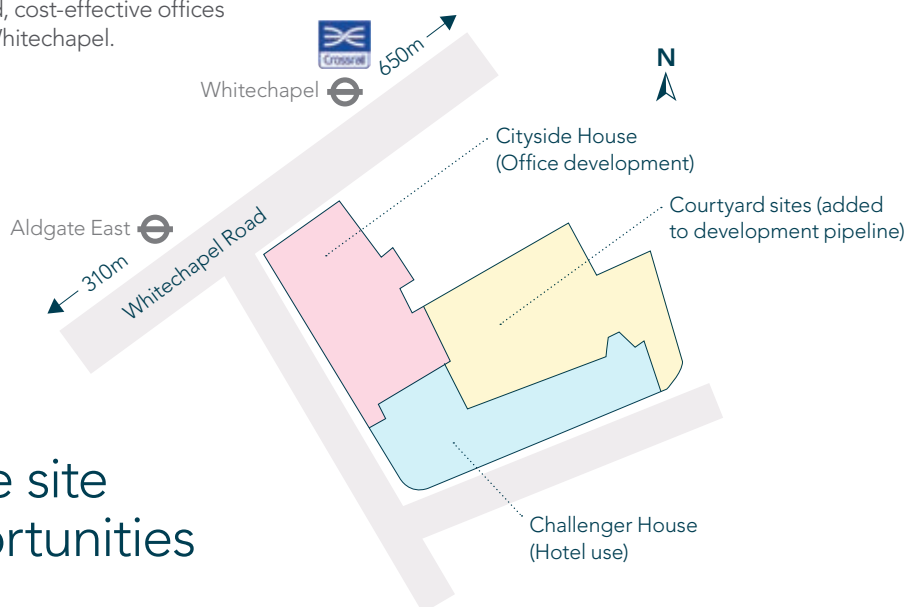 , cost-effective offices
hitechapel.
Crossrail
650m
Whitechapel
N
Cityside House
(Office development)
Courtyard sites (added
to development pipeline)
Aldgate East
310m
Whitechapel Road
e site
ortunities
Challenger House
(Hotel use)